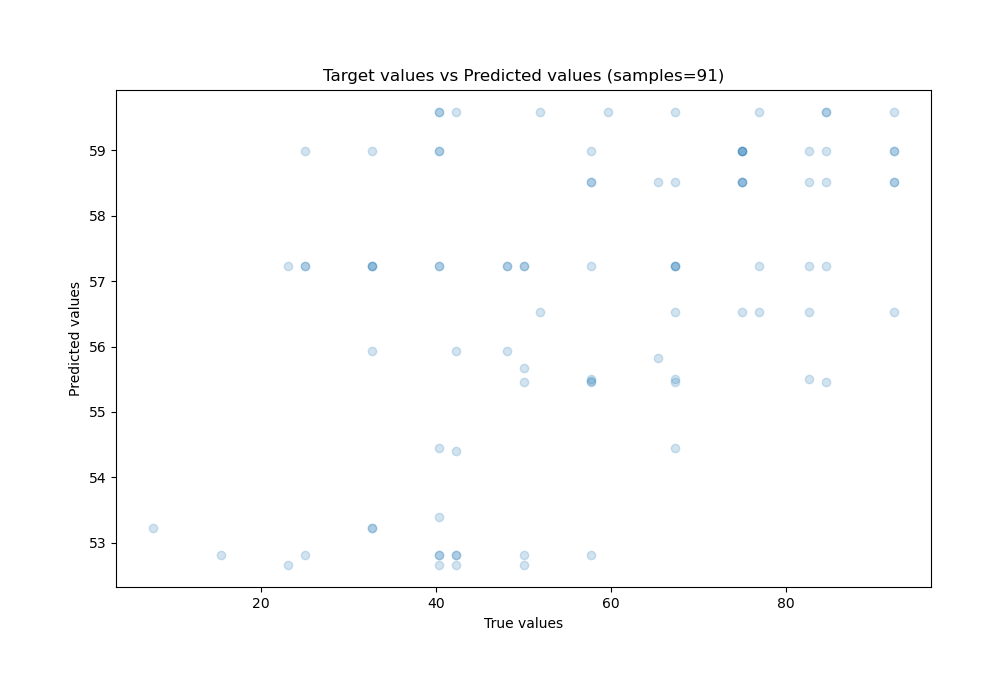 Target values vs Predicted values (samples=91)
59
58
57
56
55
54
53
Predicted values
20 40 60 80
True values